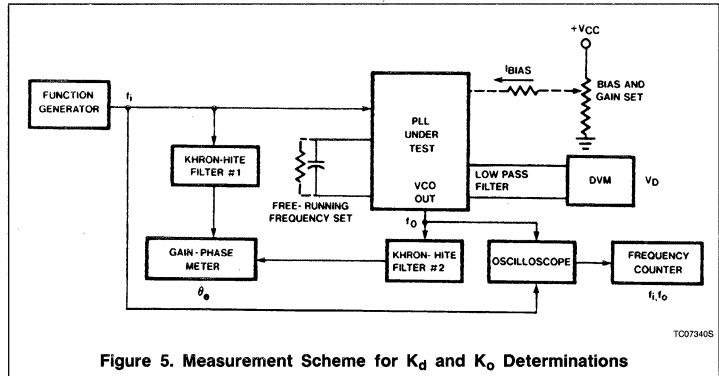 +VCC
IBIAS
BIAS AND
GAIN SET
FUNCTION
GENERATOR
fi
PLL
UNDER
TEST
VCO
OUT
KHRON-HITE
FILTER #1
FREE-RUNNING
FREQUENCY SET
LOW PASS
FILTER
DVM
VD
fo
GAIN-PHASE
METER
θe
KHRON-HITE
FILTER #2
OSCILLOSCOPE
FREQUENCY
COUNTER
fi, fo
TC07340S
Figure 5. Measurement Scheme for Kd and Ko Determinations